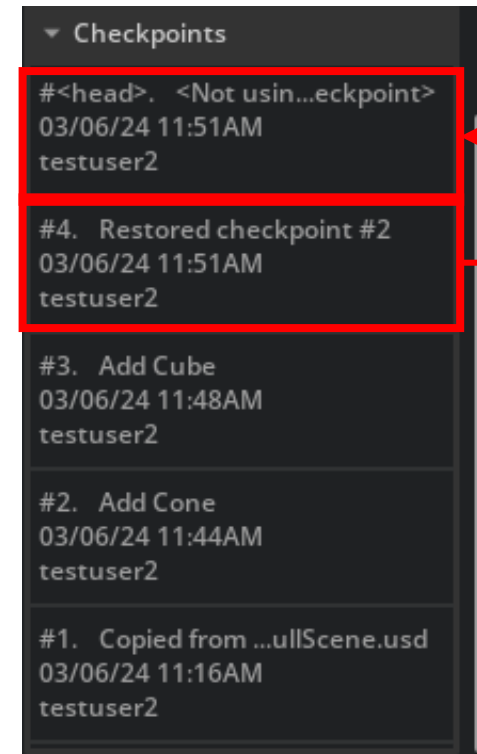 Checkpoints
#<head>. <Not usin...eckpoint>
03/06/24 11:51AM
testuser2
#4. Restored checkpoint #2
03/06/24 11:51AM
testuser2
#3. Add Cube
03/06/24 11:48AM
testuser2
#2. Add Cone
03/06/24 11:44AM
testuser2
#1. Copied from ...ullScene.usd
03/06/24 11:16AM
testuser2